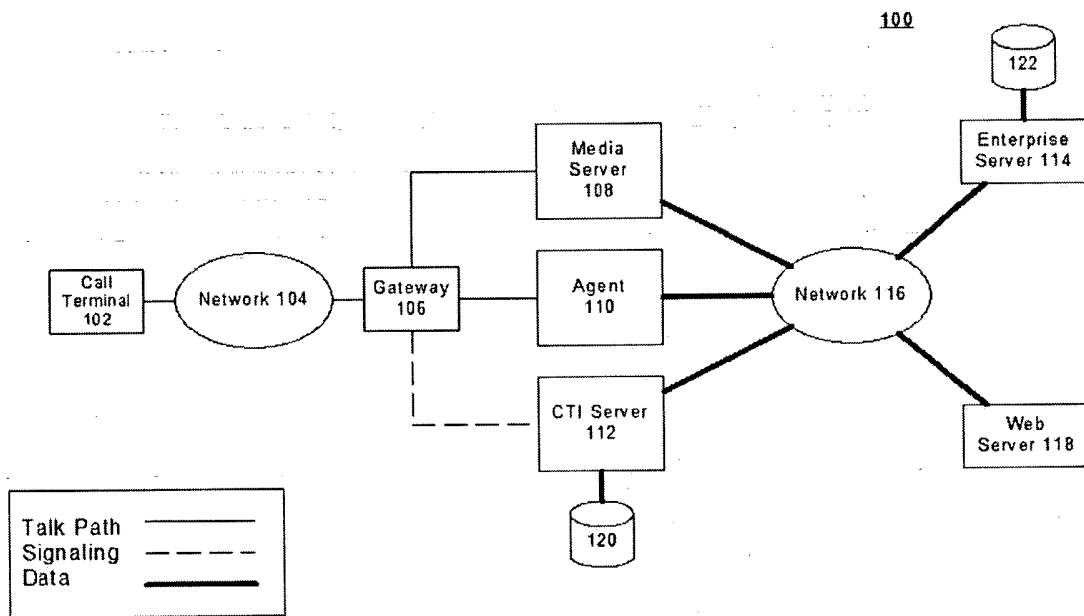 100
122
Enterprise
Server 114
Media
Server
108
Call
Terminal
102
Network 104
Gateway
106
Agent
110
Network 116
CTI Server
112
Web
Server 118
120
Talk Path
Signaling
Data